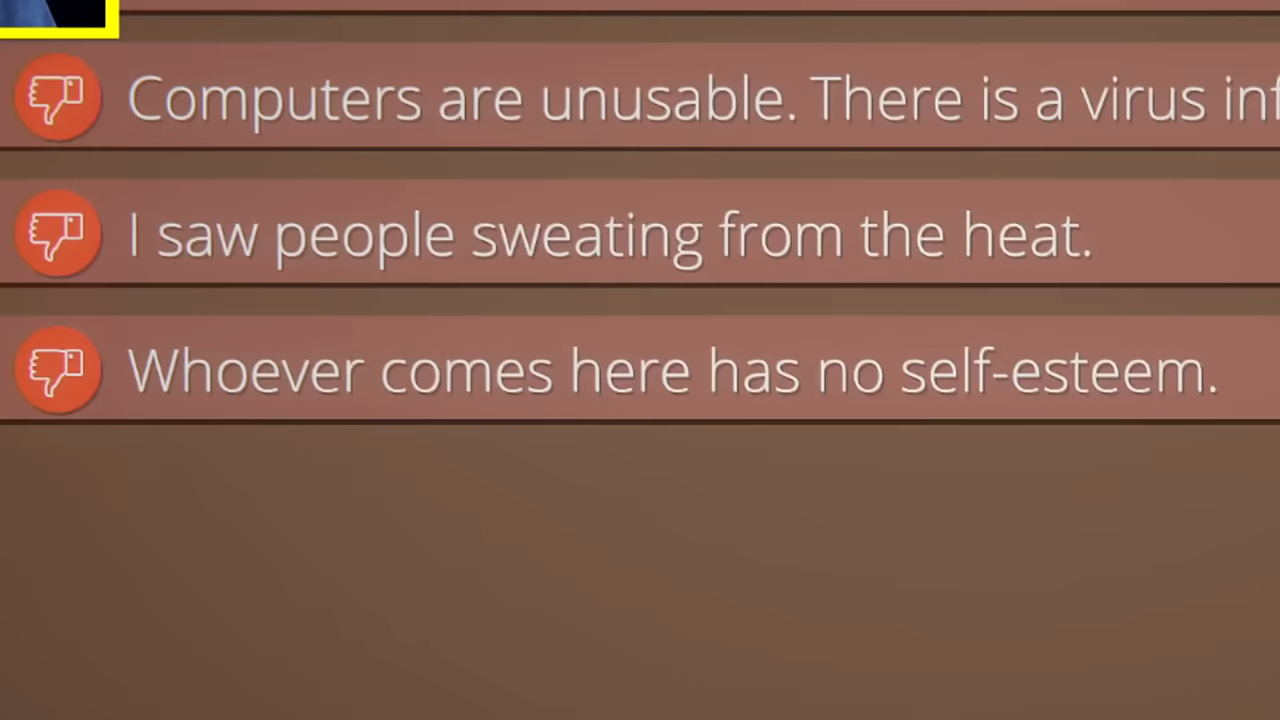 Computers are unusable. There is a virus
I saw people sweating from the heat.
Whoever comes here has no self-esteem.